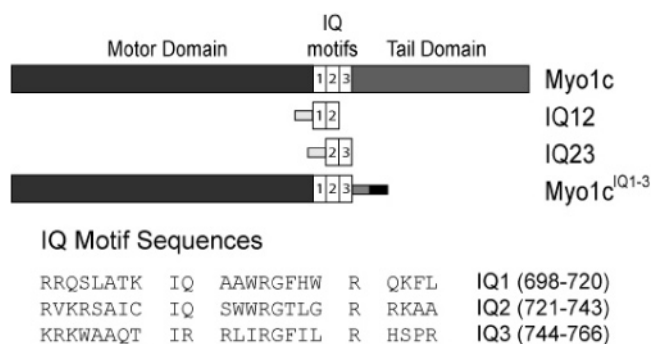 IQ
Motor Domain motifs Tail Domain
1 2 3 Myo1c
1 2 IQ12
2 3 IQ23
1 2 3 Myo1c^IQ1-3
IQ Motif Sequences
RRQSLATK IQ AAWRGFHW R QKFL IQ1 (698-720)
RVKRSAIC IQ SWWRGTLG R RKAA IQ2 (721-743)
KRKWAAQT IR RLIRGFIL R HSPR IQ3 (744-766)